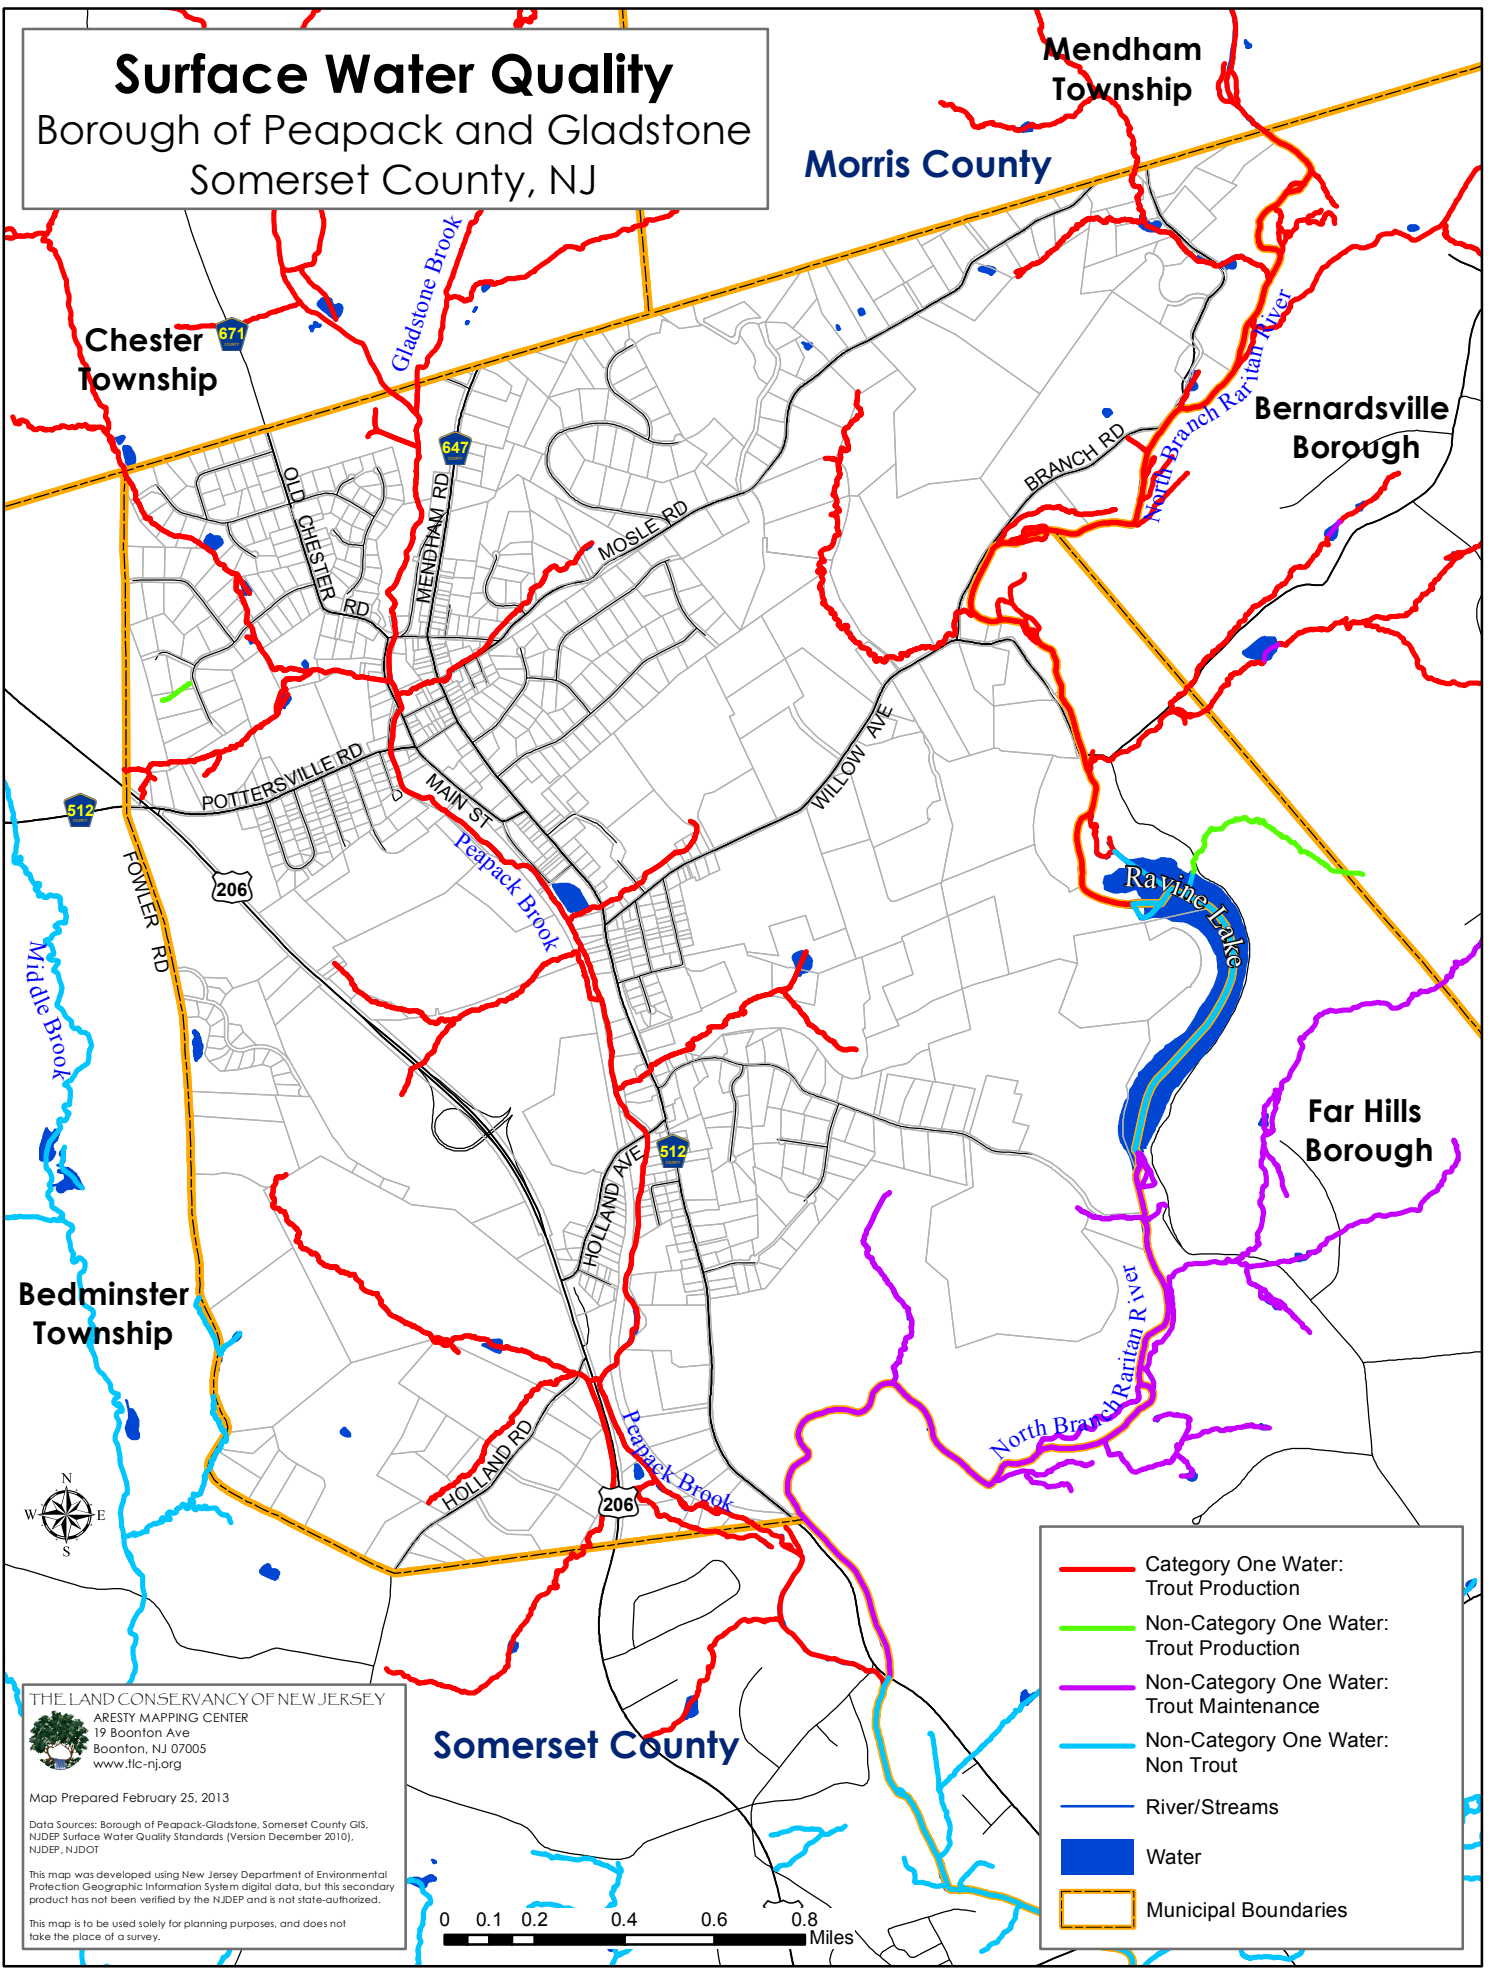 Surface Water Quality
Borough of Peapack and Gladstone
Somerset County, NJ
Mendham
Township
Morris County
Gladstone Brook
Chester
Township
671
COUNTY
647
COUNTY
North Branch Raritan River
Bernardsville
Borough
OLD CHESTER RD
MENDHAM RD
MOSLE RD
BRANCH RD
WILLOW AVE
POTTERSVILLE RD
MAIN ST
512
COUNTY
Peapack Brook
206
FOWLER RD
Ravine Lake
Middle Brook
Far Hills
Borough
512
COUNTY
HOLLAND AVE
Bedminster
Township
North Branch Raritan River
HOLLAND RD
Peapack Brook
206
N
W
E
S
Somerset County
THE LAND CONSERVANCY OF NEW JERSEY
ARESTY MAPPING CENTER
19 Boonton Ave
Boonton, NJ 07005
www.tlc-nj.org
Map Prepared February 25, 2013
Data Sources: Borough of Peapack-Gladstone, Somerset County GIS,
NJDEP Surface Water Quality Standards (Version December 2010),
NJDEP, NJDOT
This map was developed using New Jersey Department of Environmental
Protection Geographic Information System digital data, but this secondary
product has not been verified by the NJDEP and is not state-authorized.
This map is to be used solely for planning purposes, and does not
take the place of a survey.
0 0.1 0.2 0.4 0.6 0.8
Miles
Category One Water:
Trout Production
Non-Category One Water:
Trout Production
Non-Category One Water:
Trout Maintenance
Non-Category One Water:
Non Trout
River/Streams
Water
Municipal Boundaries